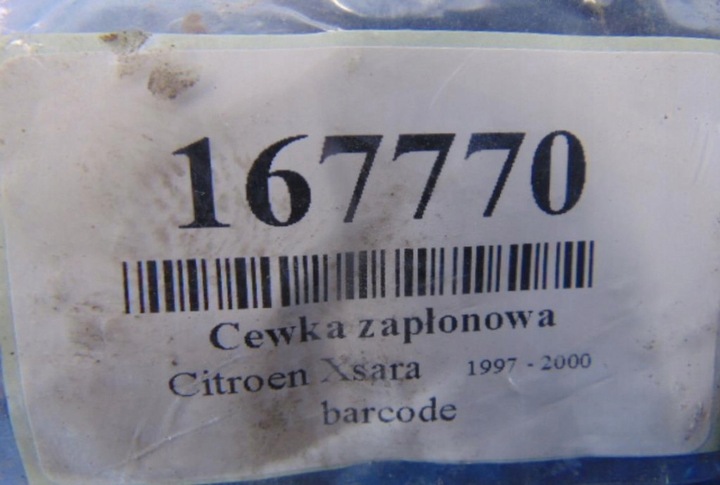 167770
Cewka zapłonowa
Citroen Xsara 1997 - 2000
barcode